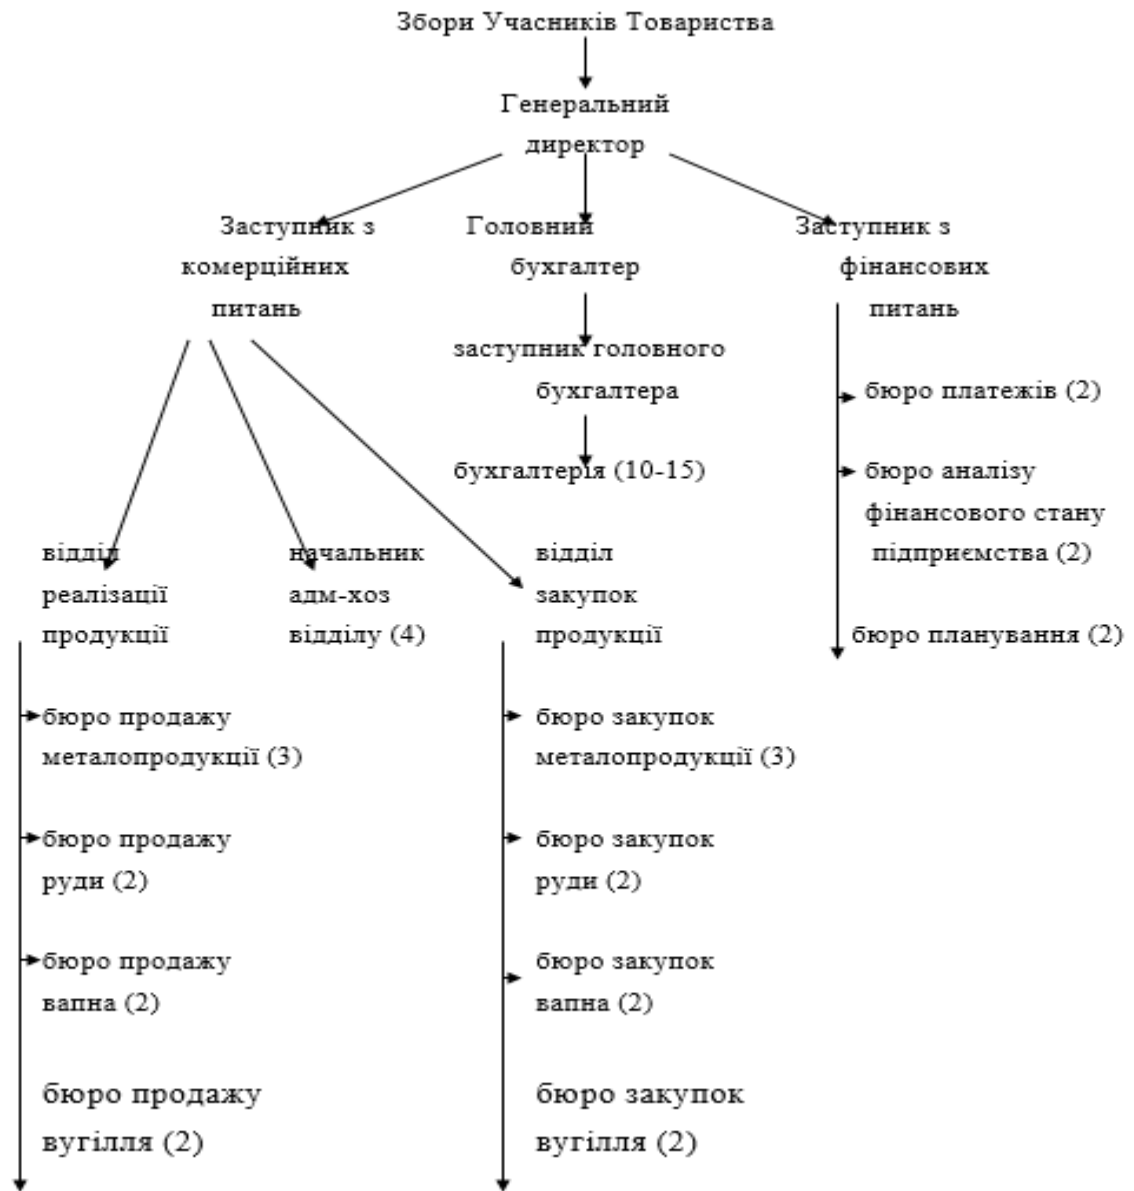 Збори Учасників Товариства
Генеральний
директор
Заступник з
комерційних
питань
Головний
бухгалтер
Заступник з
фінансових
питань
заступник головного
бухгалтера
бухгалтерія (10-15)
бюро платежів (2)
бюро аналізу
фінансового стану
підприємства (2)
бюро планування (2)
відділ
реалізації
продукції
начальник
адм-хоз
відділу (4)
відділ
закупок
продукції
бюро продажу
металопродукції (3)
бюро продажу
руди (2)
бюро продажу
вапна (2)
бюро продажу
вугілля (2)
бюро закупок
металопродукції (3)
бюро закупок
руди (2)
бюро закупок
вапна (2)
бюро закупок
вугілля (2)